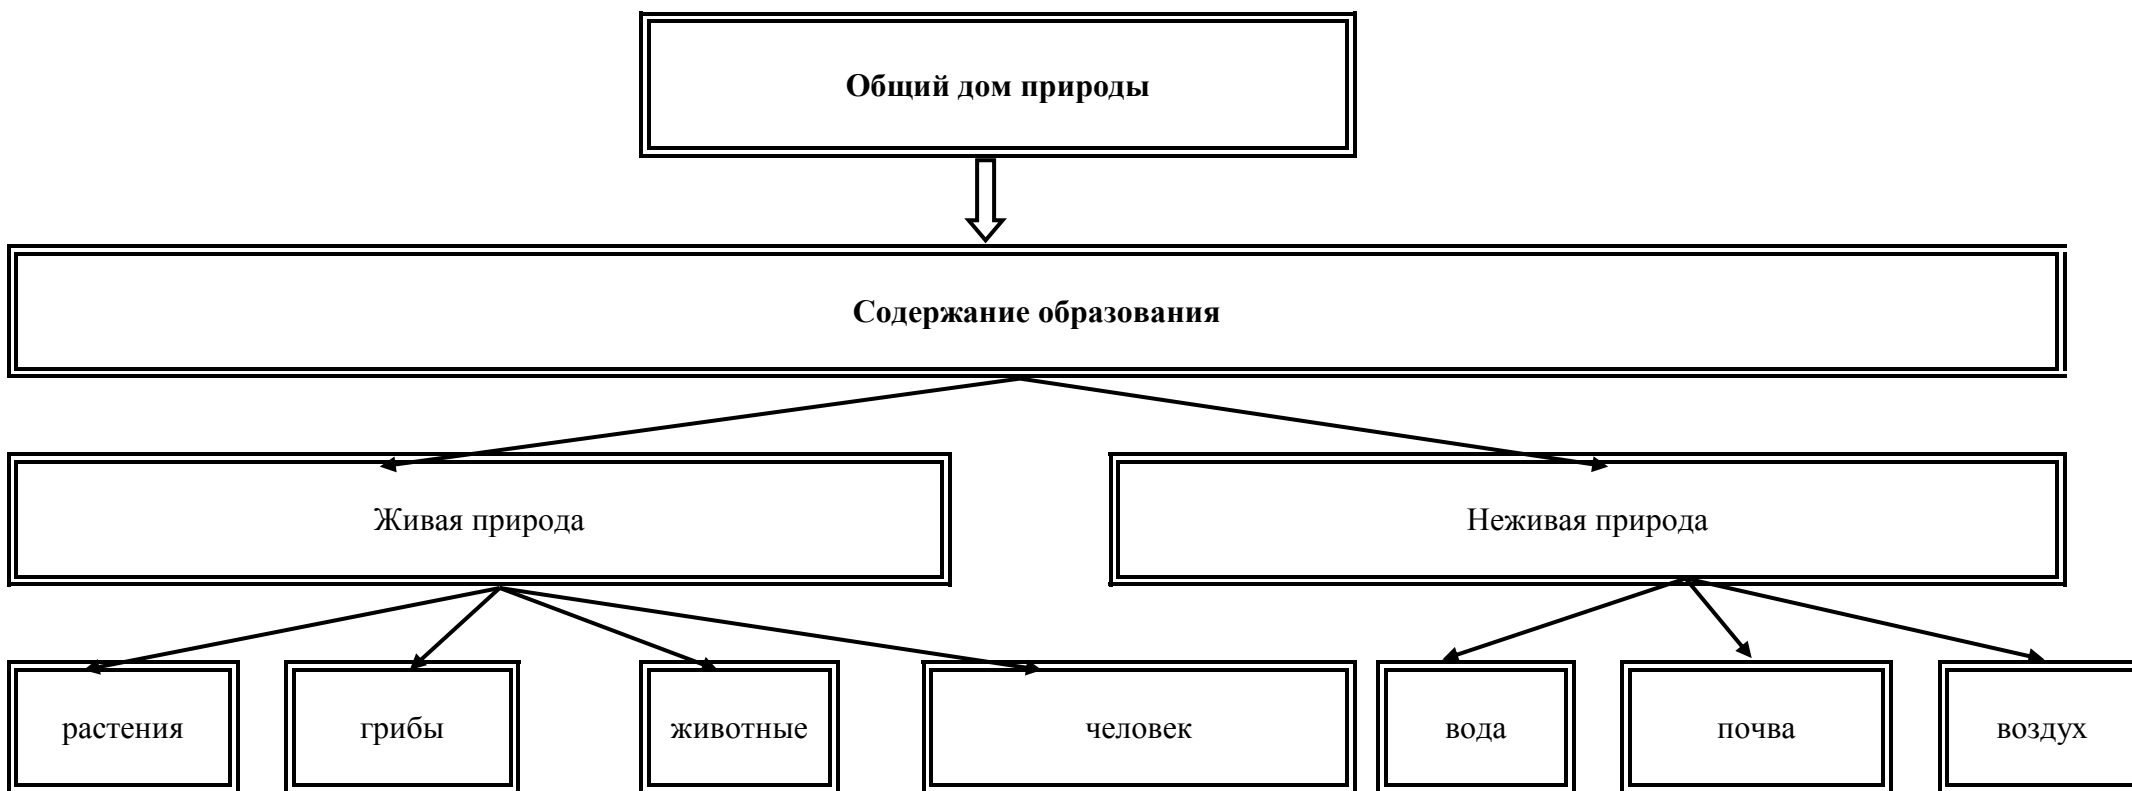 Общий дом природы
Содержание образования
Живая природа
Неживая природа
растения
грибы
животные
человек
вода
почва
воздух